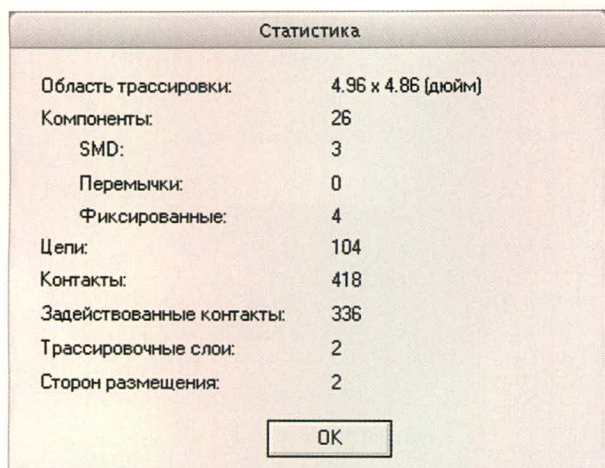 Статистика
Область трассировки: 4.96 x 4.86 (дюйм)
Компоненты: 26
SMD: 3
Перемычки: 0
Фиксированные: 4
Цепи: 104
Контакты: 418
Задействованные контакты: 336
Трассировочные слои: 2
Сторон размещения: 2
OK